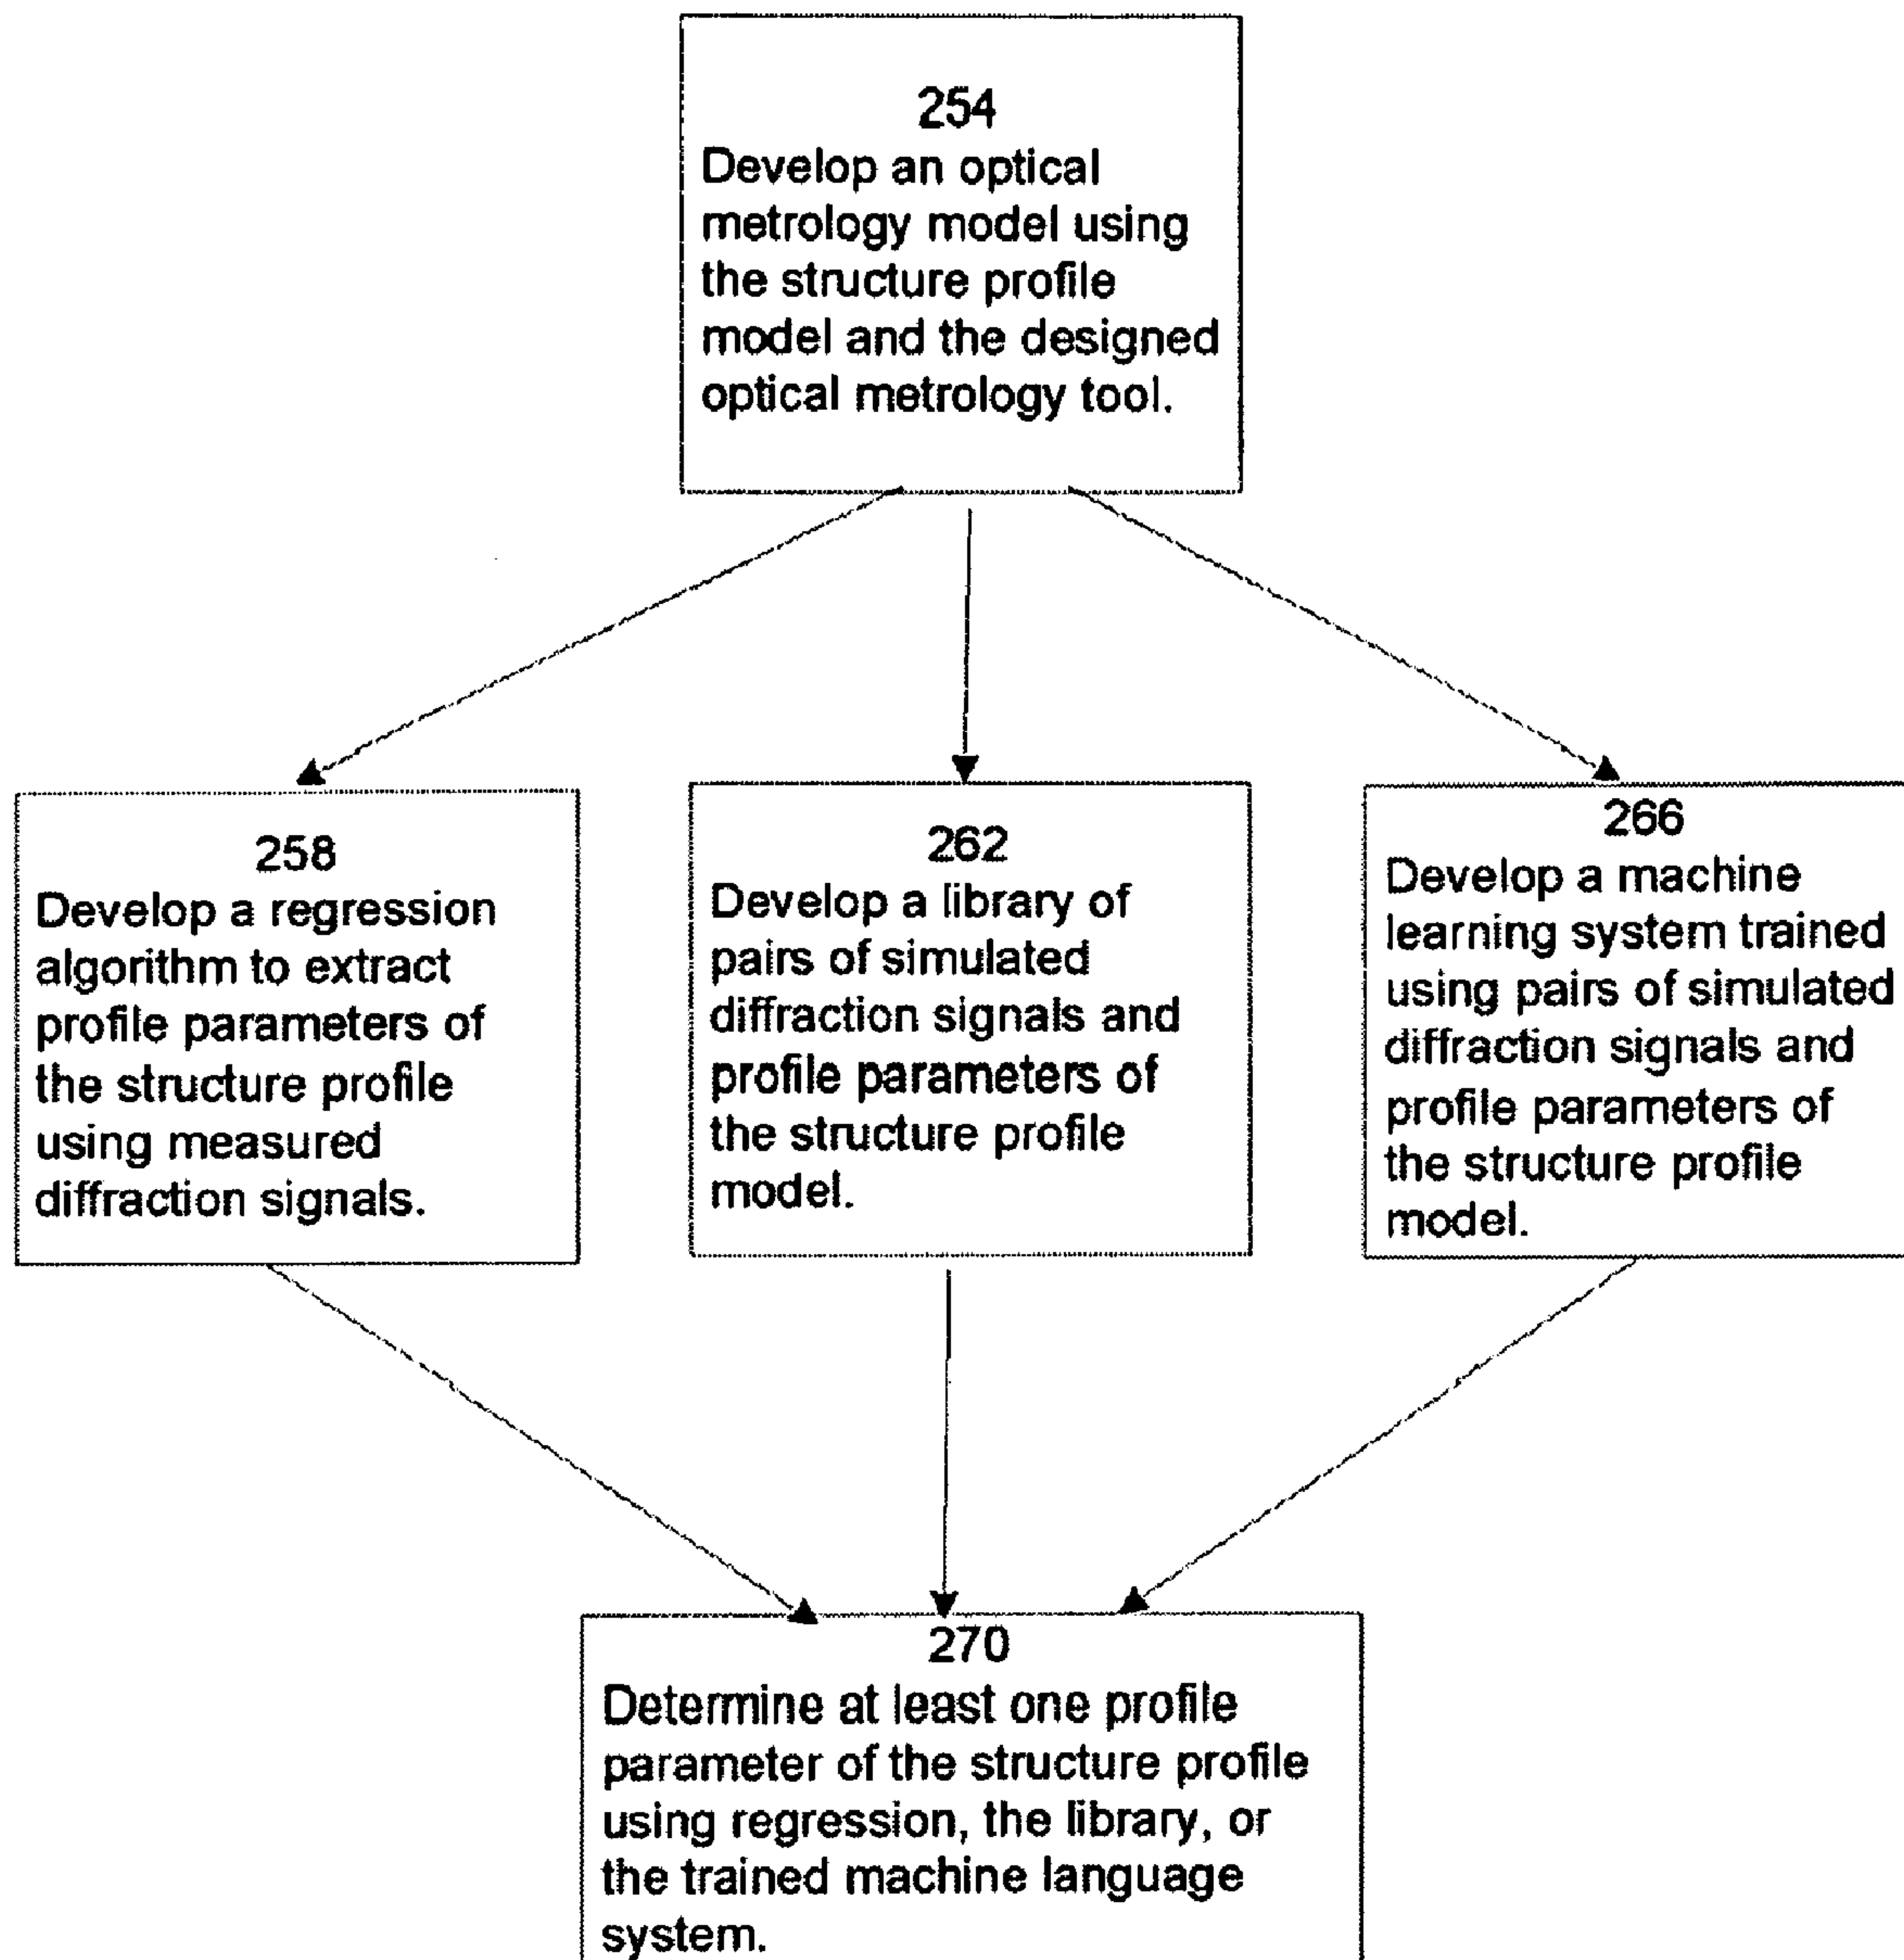 254
Develop an optical
metrology model using
the structure profile
model and the designed
optical metrology tool.
258
Develop a regression
algorithm to extract
profile parameters of
the structure profile
using measured
diffraction signals.
262
Develop a library of
pairs of simulated
diffraction signals and
profile parameters of
the structure profile
model.
266
Develop a machine
learning system trained
using pairs of simulated
diffraction signals and
profile parameters of
the structure profile
model.
270
Determine at least one profile
parameter of the structure profile
using regression, the library, or
the trained machine language
system.